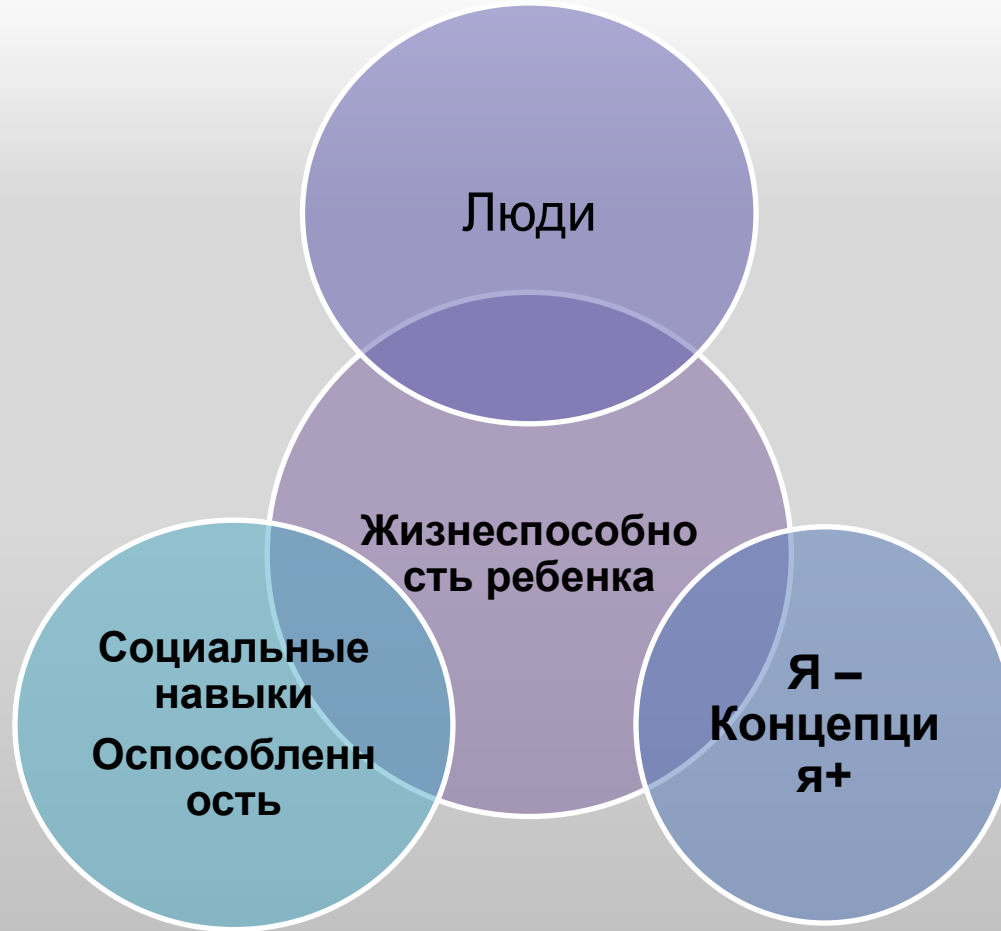 Люди
Жизнеспособно
сть ребенка
Социальные
навыки
Оспособленн
ость
Я –
Концепци
я+